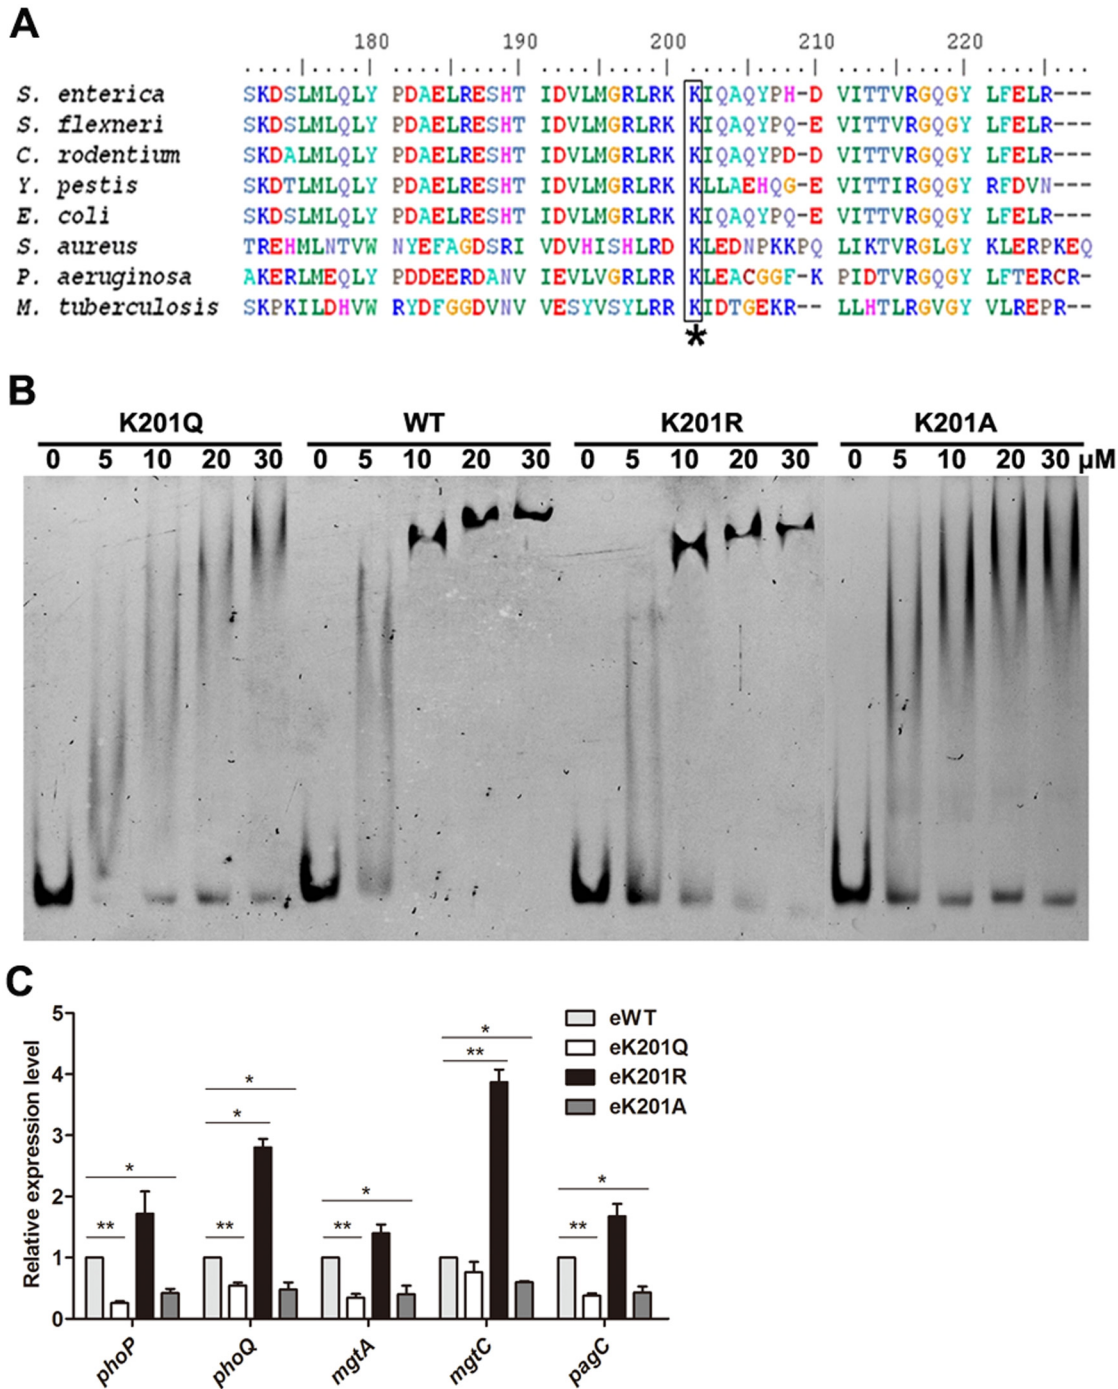 A
180 190 200 210 220
S. enterica SKDSLMLQLY PDAELRESHT IDVLMGRLRK KIQAQYPH-D VITTVRGQGY LFELR---
S. flexneri SKDSLMLQLY PDAELRESHT IDVLMGRLRK KIQAQYPQ-E VITTVRGQGY LFELR---
C. rodentium SKDALMLQLY PDAELRESHT IDVLMGRLRK KIQAQYPD-D VITTVRGQGY LFELR---
Y. pestis SKDTLMLQLY PDAELRESHT IDVLMGRLRK KLLAEHQG-E VITTIRGQGY RFDVN---
E. coli SKDSLMLQLY PDAELRESHT IDVLMGRLRK KIQAQYPQ-E VITTVRGQGY LFELR---
S. aureus TREHMLNTVW NYEFAGDSRI VDVHISHLRD KLEDNPKKPQ LIKTVRGLGY KLERPKEQ
P. aeruginosa AKERLMEQLY PDDEERDANV IEVLVGRLRR KLEACGGF-K PIDTVRGQGY LFTERCR-
M. tuberculosis SKPKILDHVW RYDFGGDVNV VESYVSYLRR KIDTGEKR-- LLHTLRGVGY VLREPR---
*
B
K201Q WT K201R K201A
0 5 10 20 30 0 5 10 20 30 0 5 10 20 30 0 5 10 20 30 μM
C
Relative expression level
5
4
3
2
1
0
eWT
eK201Q
eK201R
eK201A
* ** * * ** * ** * ** * **
phoP phoQ mgtA mgtC pagC